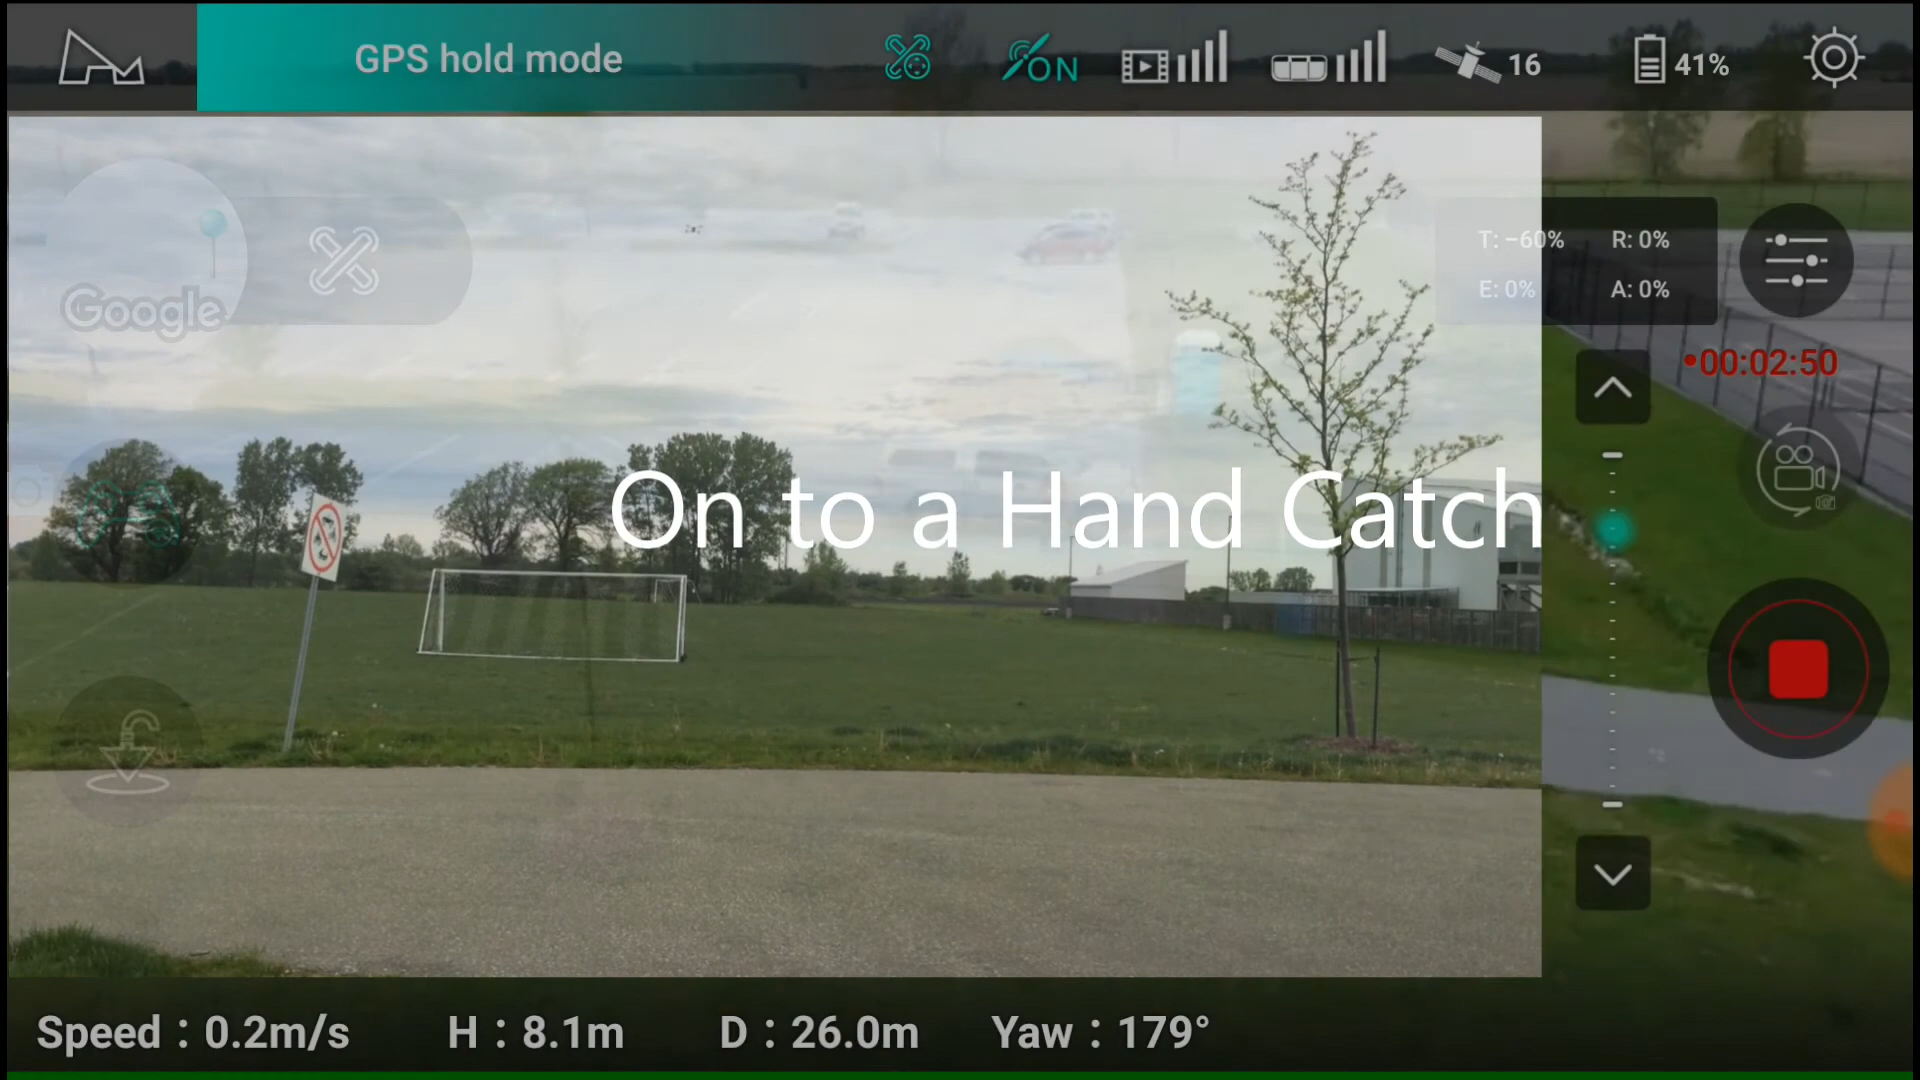 GPS hold mode
ON
16
41%
Google
T: -60% R: 0%
E: 0% A: 0%
•00:02:50
On to a Hand Catch
Speed : 0.2m/s H : 8.1m D : 26.0m Yaw : 179°